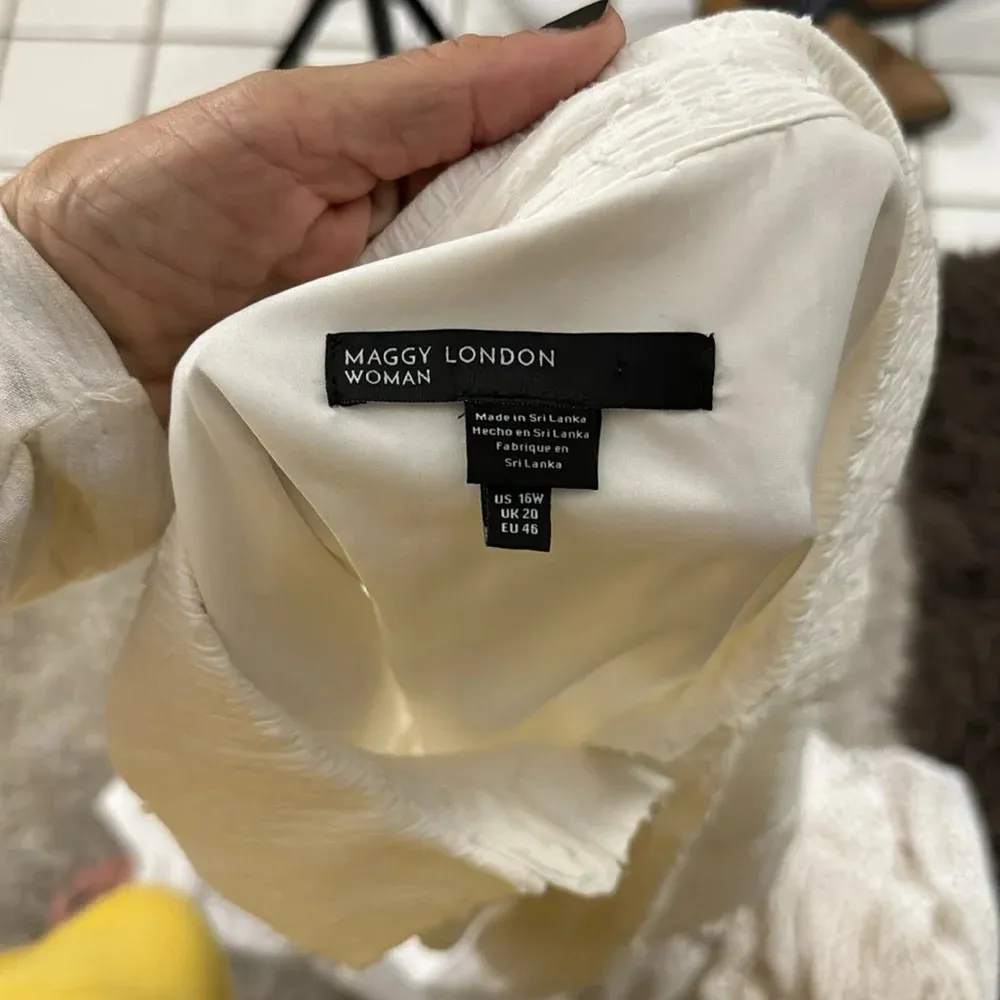 MAGGY LONDON
WOMAN
Made in Sri Lanka
Hecho en Sri Lanka
Fabrique en
Sri Lanka
US 16W
UK 20
EU 46